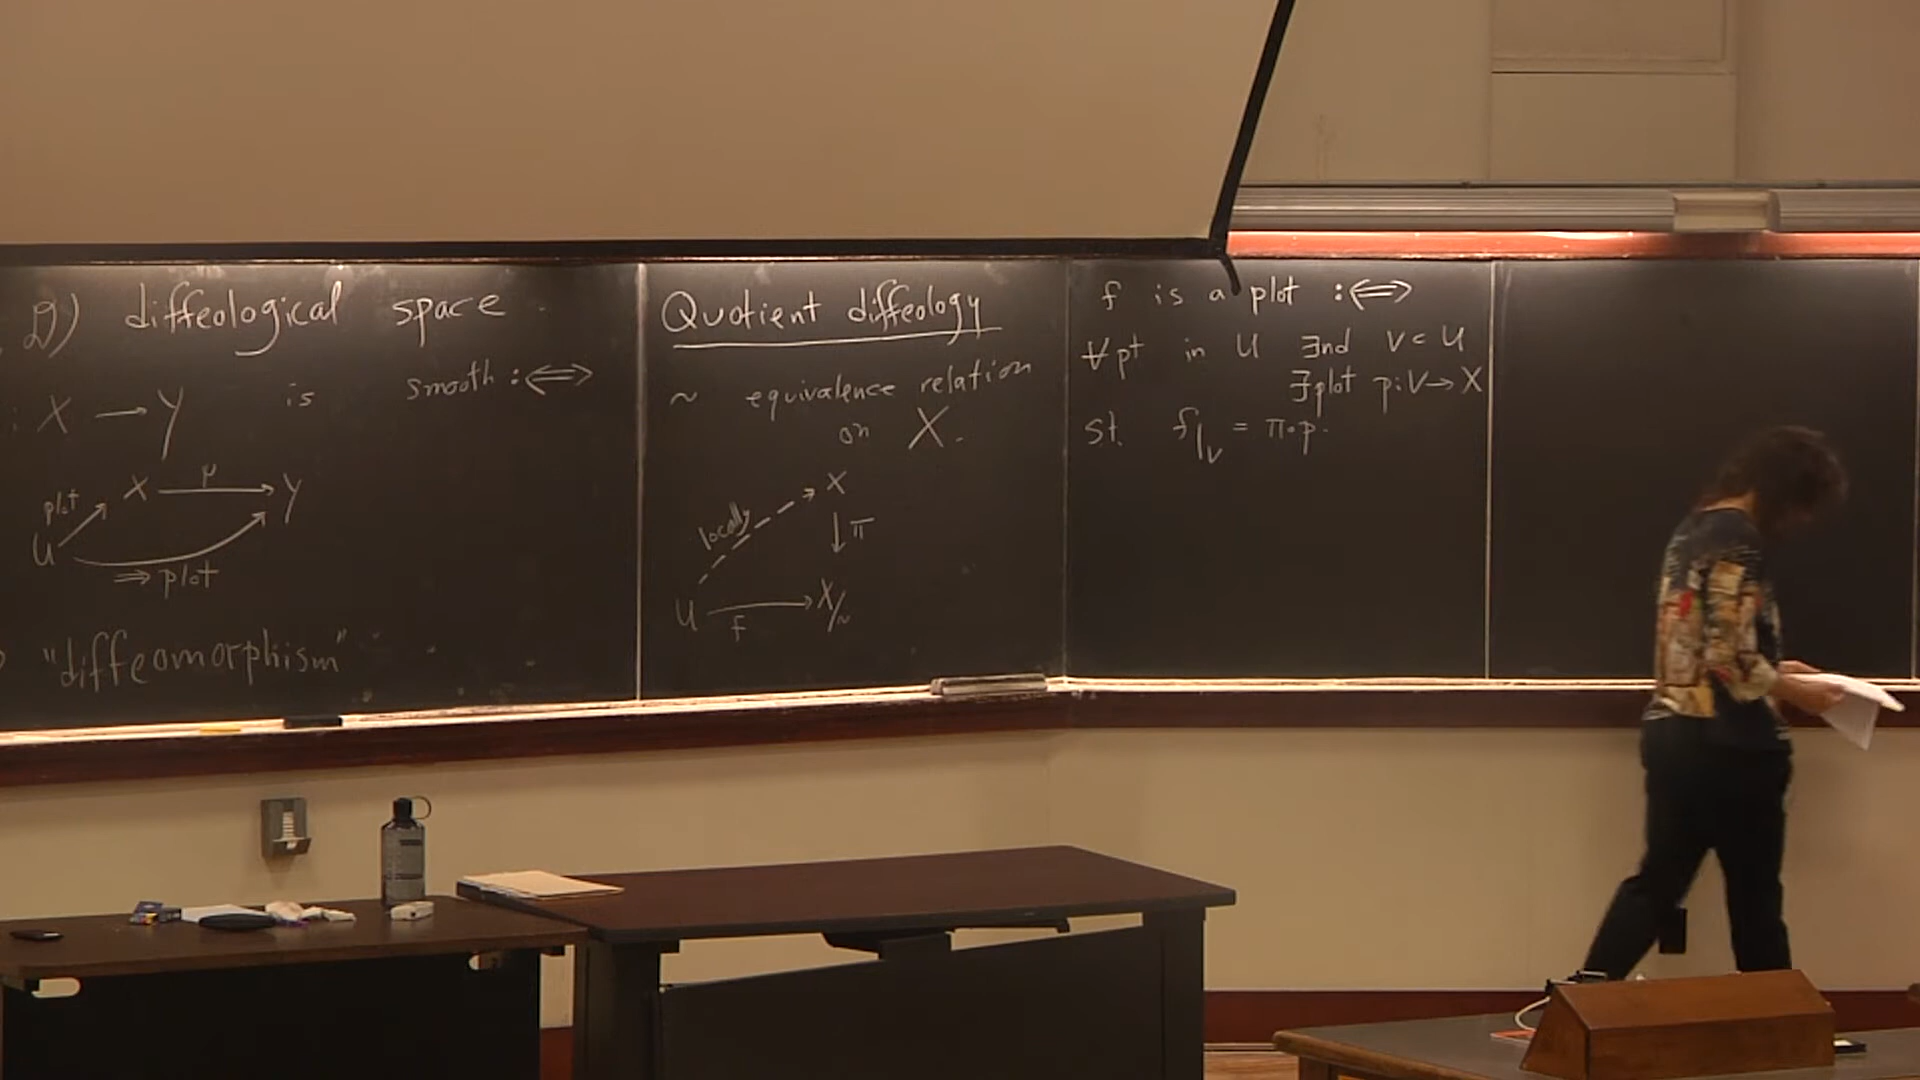 D) diffeological space
: X → Y is smooth :⟺
plot X →μ Y
U
⇒ plot
"diffeomorphism"
Quotient diffeology
~ equivalence relation
on X.
locally X
↓ π
U → X/~
f
f is a plot :⟺
∀pt in U ∃nd V⊂U
∃plot p:V→X
st. f|V = π∘p.